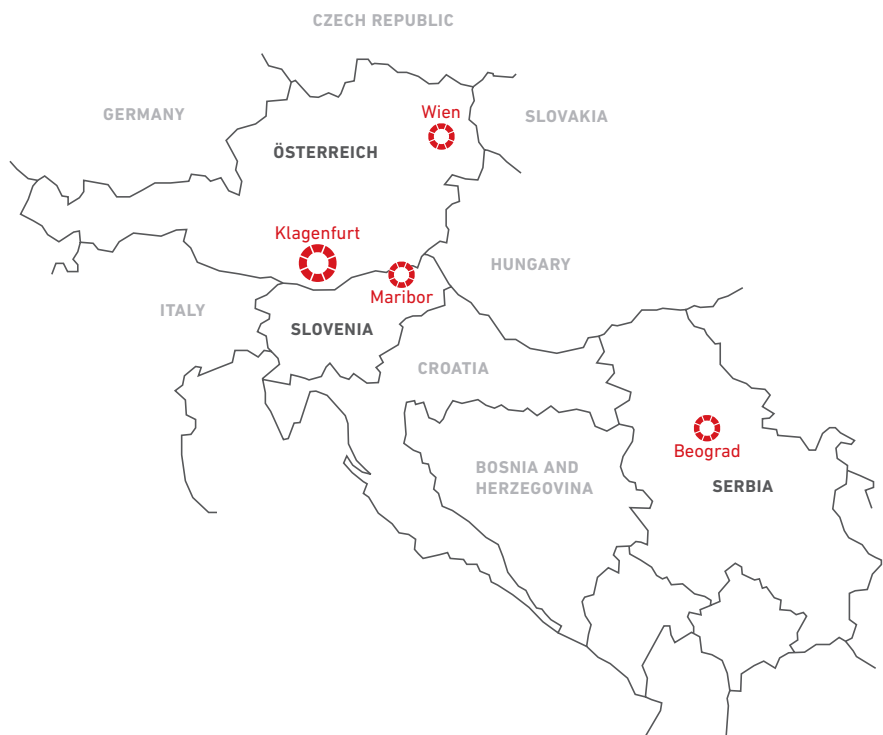 CZECH REPUBLIC
GERMANY
Wien
SLOVAKIA
ÖSTERREICH
Klagenfurt
HUNGARY
Maribor
ITALY
SLOVENIA
CROATIA
Beograd
BOSNIA AND
HERZEGOVINA
SERBIA